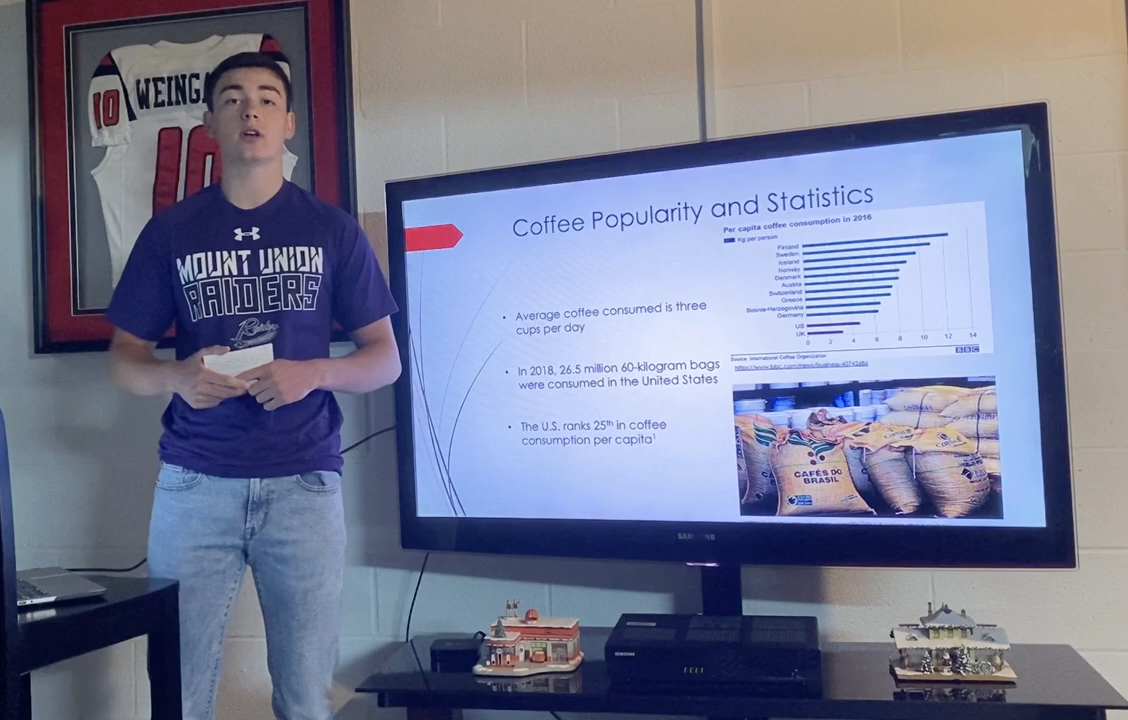 WEINGA
10
10
MOUNT UNION
RAIDERS
Raiders
Coffee Popularity and Statistics
• Average coffee consumed is three
cups per day
• In 2018, 26.5 million 60-kilogram bags
were consumed in the United States
• The U.S. ranks 25th in coffee
consumption per capita¹
Per capita coffee consumption in 2016
Kg per person
Finland
Sweden
Iceland
Norway
Denmark
Austria
Switzerland
Greece
Bosnia-Herzegovina
Germany
US
UK
0 2 4 6 8 10 12 14
Source: International Coffee Organization
BBC
CAFÉS DO
BRASIL
SAMSUNG
SAMSUNG